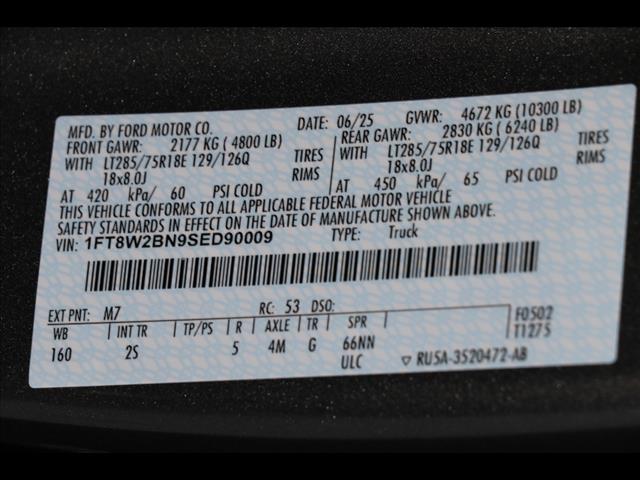 MFD. BY FORD MOTOR CO. DATE: 06/25 GVWR: 4672 KG (10300 LB)
FRONT GAWR: 2177 KG ( 4800 LB) REAR GAWR: 2830 KG ( 6240 LB)
WITH LT285/75R18E 129/126Q TIRES WITH LT285/75R18E 129/126Q TIRES
18x8.0J RIMS 18x8.0J RIMS
AT 420 kPa/ 60 PSI COLD AT 450 kPa/ 65 PSI COLD
THIS VEHICLE CONFORMS TO ALL APPLICABLE FEDERAL MOTOR VEHICLE
SAFETY STANDARDS IN EFFECT ON THE DATE OF MANUFACTURE SHOWN ABOVE.
VIN: 1FT8W2BN9SED90009 TYPE: Truck
EXT PNT: M7 RC: 53 DSO: F0502
WB INT TR TP/PS R AXLE TR SPR T1275
160 2S 5 4M G 66NN
ULC ▽ RU5A-3520472-AB